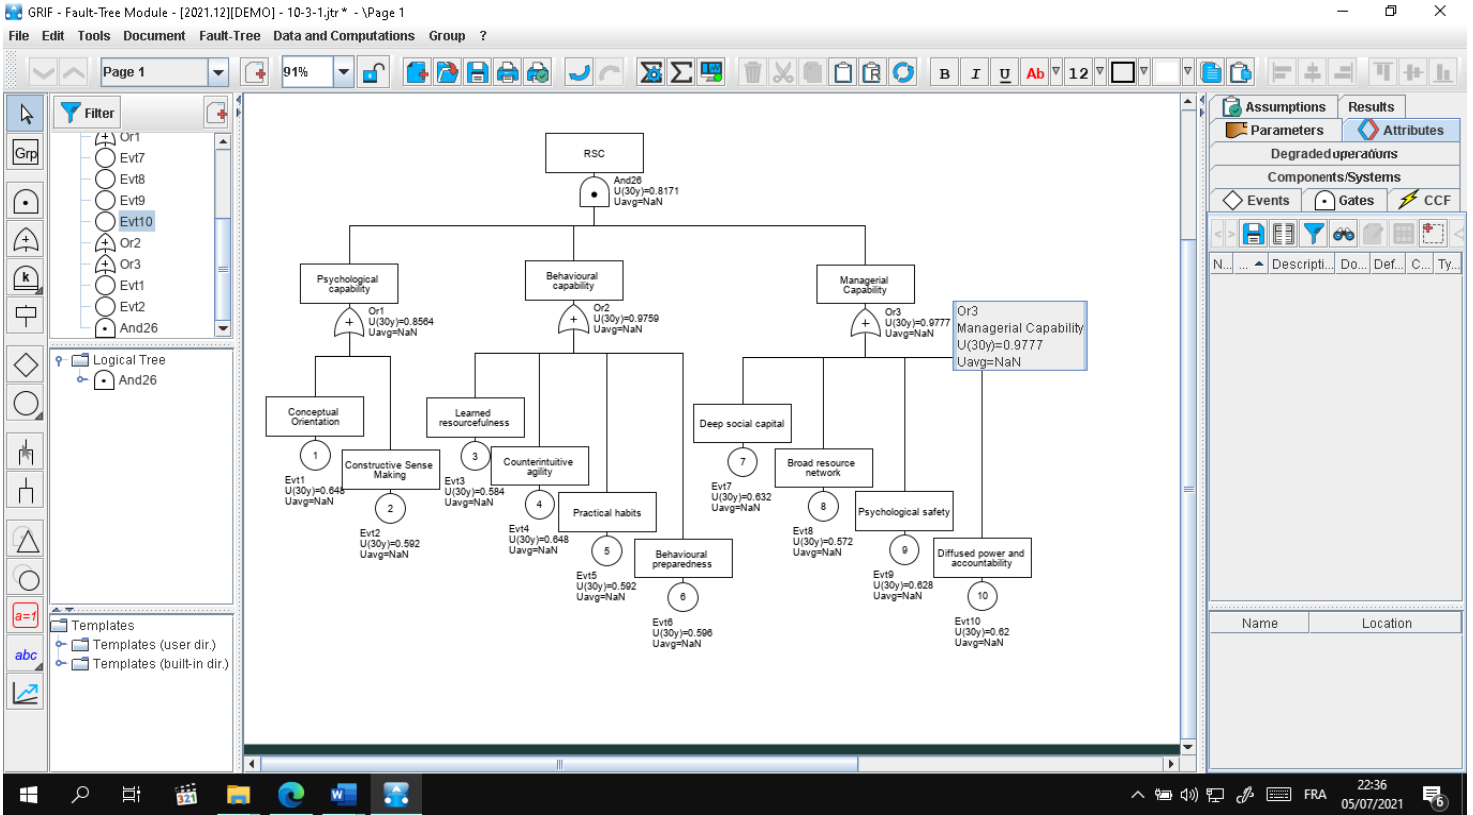 GRIF - Fault-Tree Module - [2021.12][DEMO] - 10-3-1.jtr * - \Page 1
File Edit Tools Document Fault-Tree Data and Computations Group ?
Page 1
91%
B I U Ab 12
Filter
Grp
Or1
Evt7
Evt8
Evt9
Evt10
Or2
Or3
Evt1
Evt2
And26
k
Logical Tree
And26
a=1
abc
Templates
Templates (user dir.)
Templates (built-in dir.)
RSC
And26
U(30y)=0.8171
Uavg=NaN
Psychological
capability
Or1
U(30y)=0.8564
Uavg=NaN
Behavioural
capability
Or2
U(30y)=0.9759
Uavg=NaN
Managerial
Capability
Or3
U(30y)=0.9777
Uavg=NaN
Or3
Managerial Capability
U(30y)=0.9777
Uavg=NaN
Conceptual
Orientation
1
Evt1
U(30y)=0.648
Uavg=NaN
Constructive Sense
Making
2
Evt2
U(30y)=0.592
Uavg=NaN
Learned
resourcefulness
3
Evt3
U(30y)=0.584
Uavg=NaN
Counterintuitive
agility
4
Evt4
U(30y)=0.648
Uavg=NaN
Practical habits
5
Evt5
U(30y)=0.592
Uavg=NaN
Behavioural
preparedness
6
Evt6
U(30y)=0.596
Uavg=NaN
Deep social capital
7
Evt7
U(30y)=0.632
Uavg=NaN
Broad resource
network
8
Evt8
U(30y)=0.572
Uavg=NaN
Psychological safety
9
Evt9
U(30y)=0.628
Uavg=NaN
Diffused power and
accountability
10
Evt10
U(30y)=0.62
Uavg=NaN
Assumptions Results
Parameters Attributes
Degraded operations
Components/Systems
Events Gates CCF
N... ... Descripti... Do... Def... C... Ty...
Name Location
321
FRA
22:36
05/07/2021
6